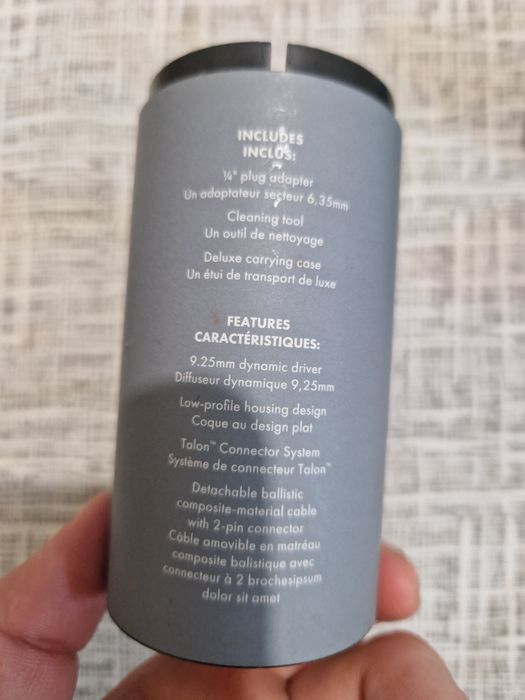 INCLUDES
INCLUS:
¼" plug adapter
Un adaptateur secteur 6,35mm
Cleaning tool
Un outil de nettoyage
Deluxe carrying case
Un étui de transport de luxe
FEATURES
CARACTÉRISTIQUES:
9.25mm dynamic driver
Diffuseur dynamique 9,25mm
Low-profile housing design
Coque au design plat
Talon™ Connector System
Système de connecteur Talon™
Detachable ballistic
composite-material cable
with 2-pin connector
Câble amovible en matréau
composite balistique avec
connecteur à 2 brochesipsum
dolor sit amet